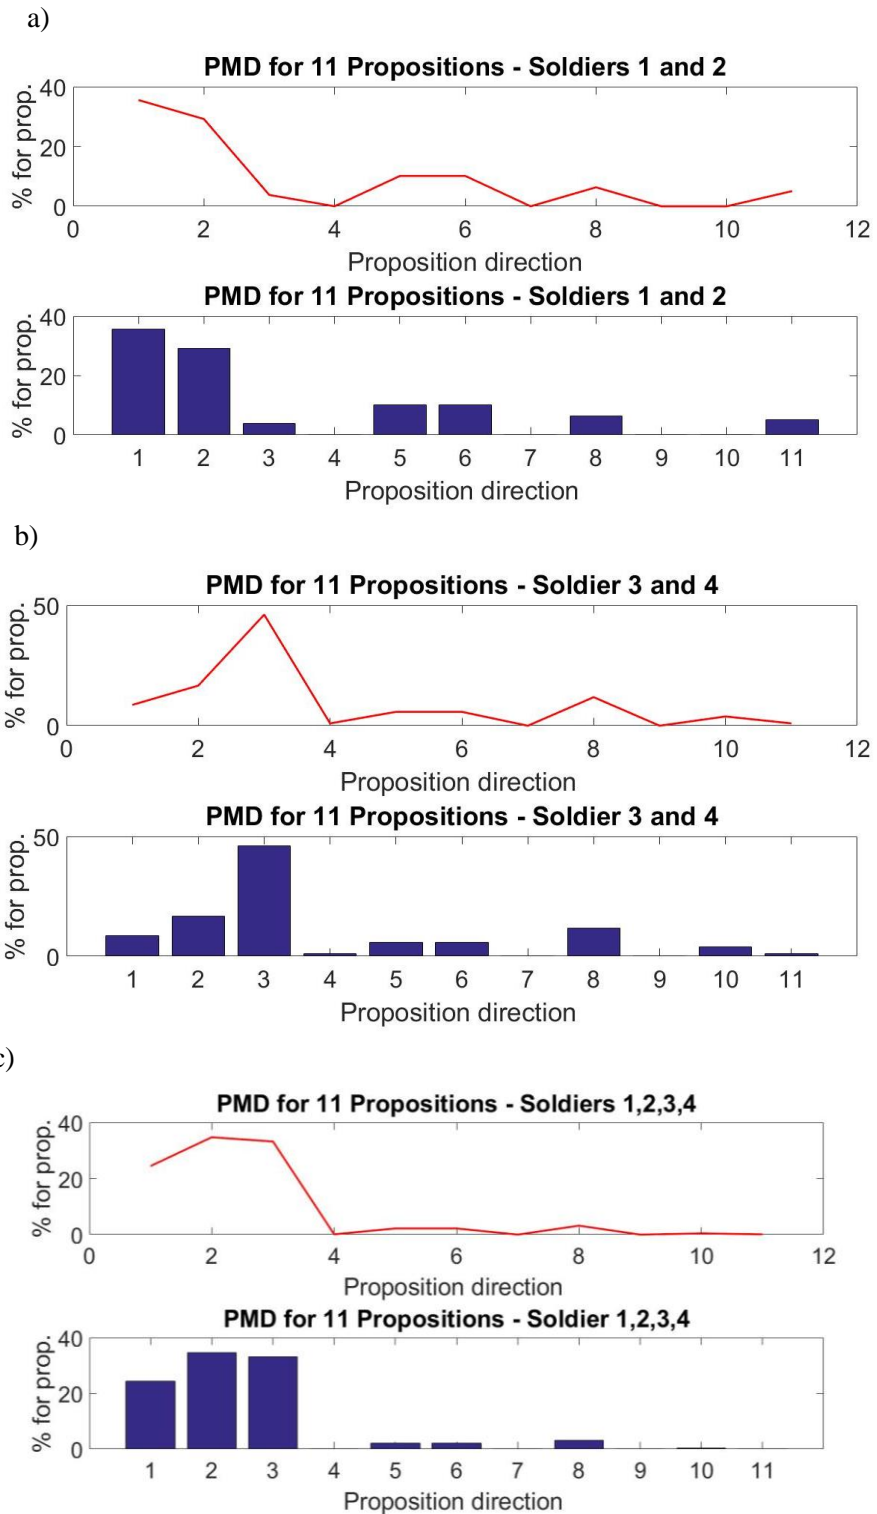 a)
PMD for 11 Propositions - Soldiers 1 and 2
% for prop.
40
20
0
0 2 4 6 8 10 12
Proposition direction
PMD for 11 Propositions - Soldiers 1 and 2
% for prop.
40
20
0
1 2 3 4 5 6 7 8 9 10 11
Proposition direction
b)
PMD for 11 Propositions - Soldier 3 and 4
% for prop.
50
0
0 2 4 6 8 10 12
Proposition direction
PMD for 11 Propositions - Soldier 3 and 4
% for prop.
50
0
1 2 3 4 5 6 7 8 9 10 11
Proposition direction
c)
PMD for 11 Propositions - Soldiers 1,2,3,4
% for prop.
40
20
0
0 2 4 6 8 10 12
Proposition direction
PMD for 11 Propositions - Soldier 1,2,3,4
% for prop.
40
20
0
1 2 3 4 5 6 7 8 9 10 11
Proposition direction